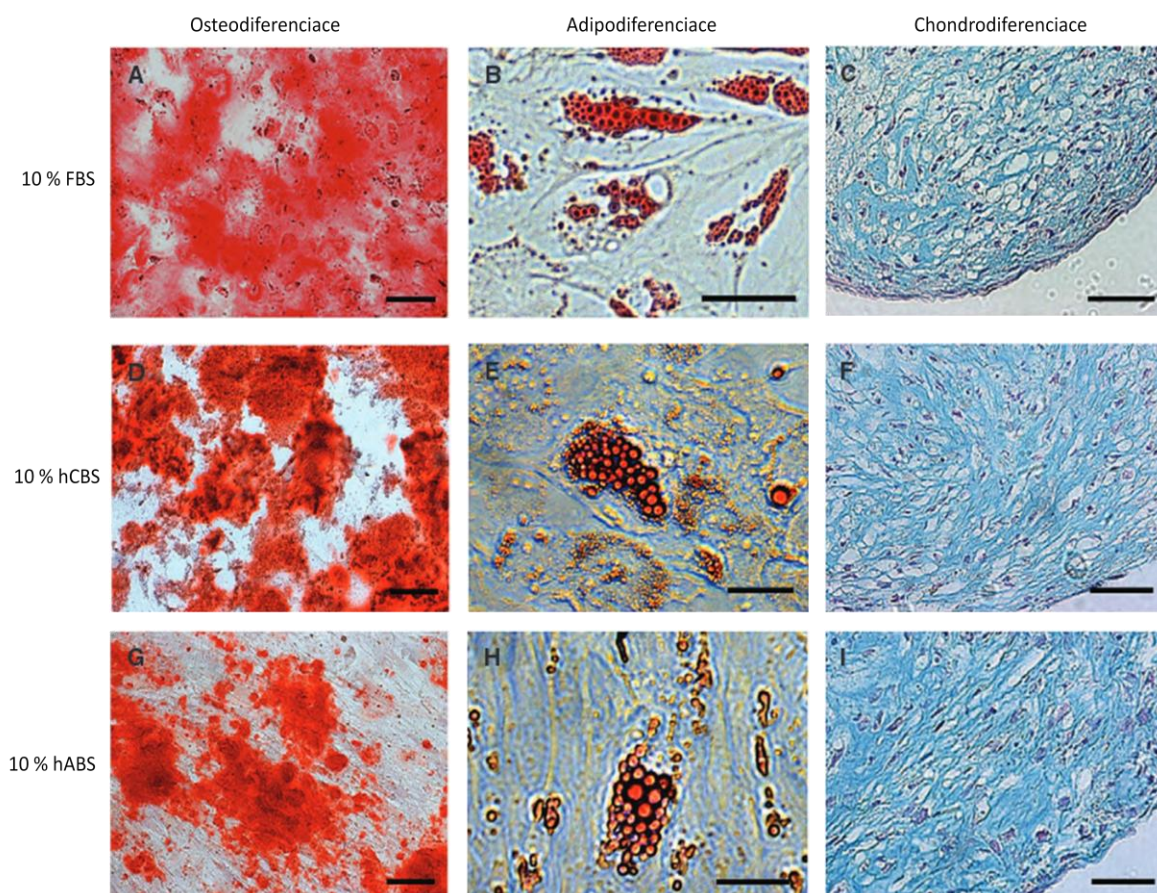 Osteodiferenciace Adipodiferenciace Chondrodiferenciace
10 % FBS
A B C
10 % hCBS
D E F
10 % hABS
G H I